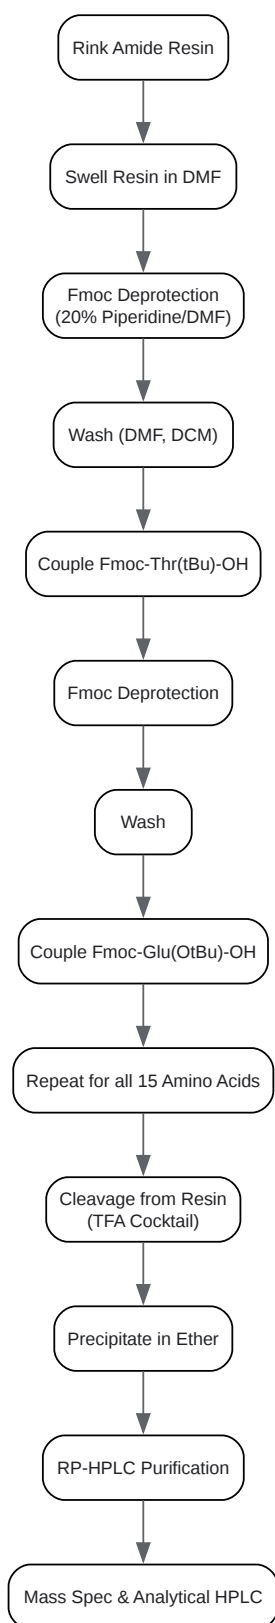 Rink Amide Resin
Swell Resin in DMF
Fmoc Deprotection
(20% Piperidine/DMF)
Wash (DMF, DCM)
Couple Fmoc-Thr(tBu)-OH
Fmoc Deprotection
Wash
Couple Fmoc-Glu(OtBu)-OH
Repeat for all 15 Amino Acids
Cleavage from Resin
(TFA Cocktail)
Precipitate in Ether
RP-HPLC Purification
Mass Spec & Analytical HPLC